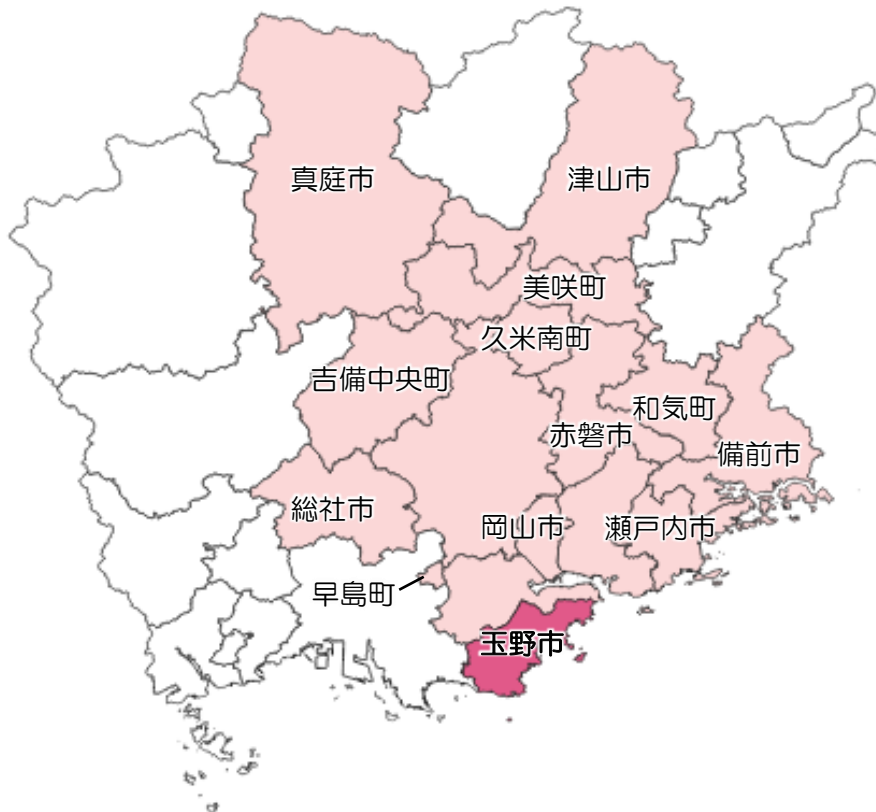 真庭市
津山市
美咲町
久米南町
吉備中央町
和気町
赤磐市
備前市
総社市
岡山市
瀬戸内市
早島町
玉野市